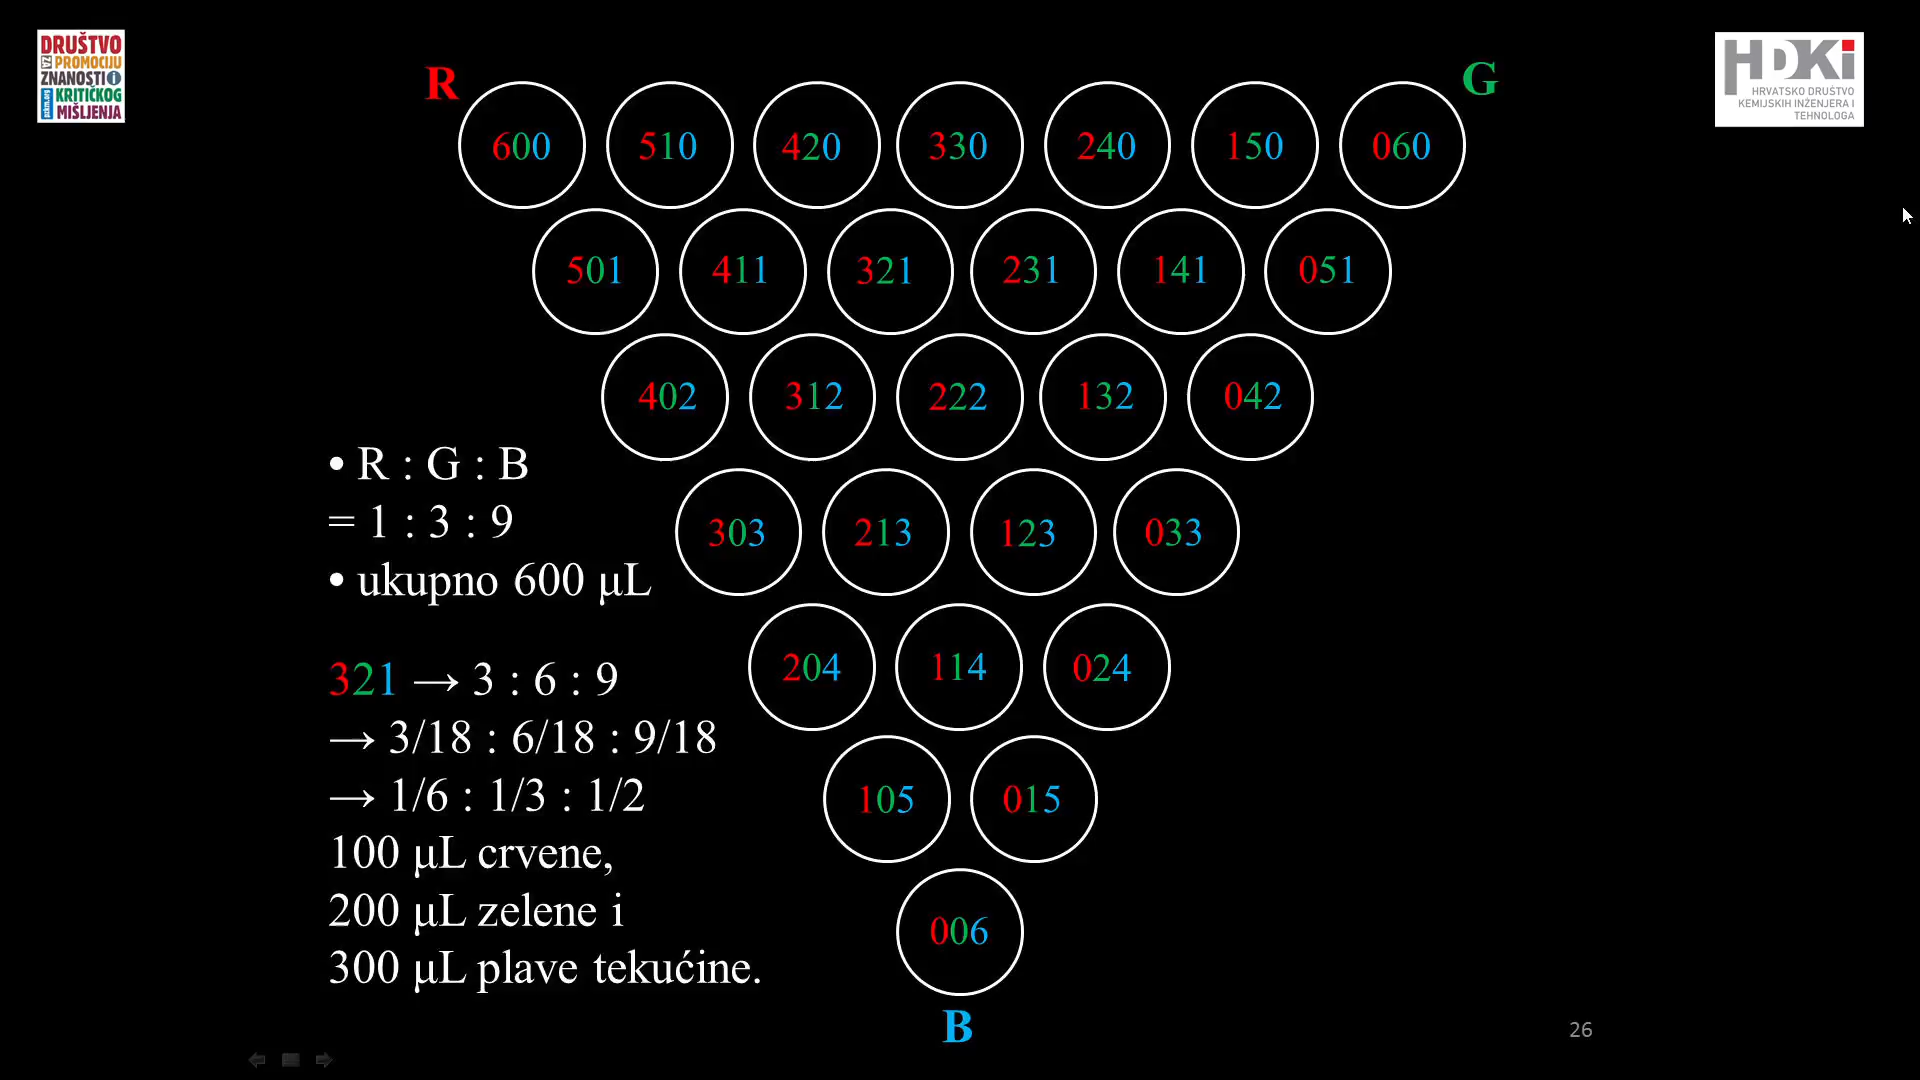 DRUŠTVO
ZA PROMOCIJU
ZNANOSTI i
KRITIČKOG
MIŠLJENJA
HDKi
HRVATSKO DRUŠTVO
KEMIJSKIH INŽENJERA I
TEHNOLOGA
R
G
600 510 420 330 240 150 060
501 411 321 231 141 051
402 312 222 132 042
303 213 123 033
204 114 024
105 015
006
B
• R : G : B
= 1 : 3 : 9
• ukupno 600 μL
321 → 3 : 6 : 9
→ 3/18 : 6/18 : 9/18
→ 1/6 : 1/3 : 1/2
100 μL crvene,
200 μL zelene i
300 μL plave tekućine.
26